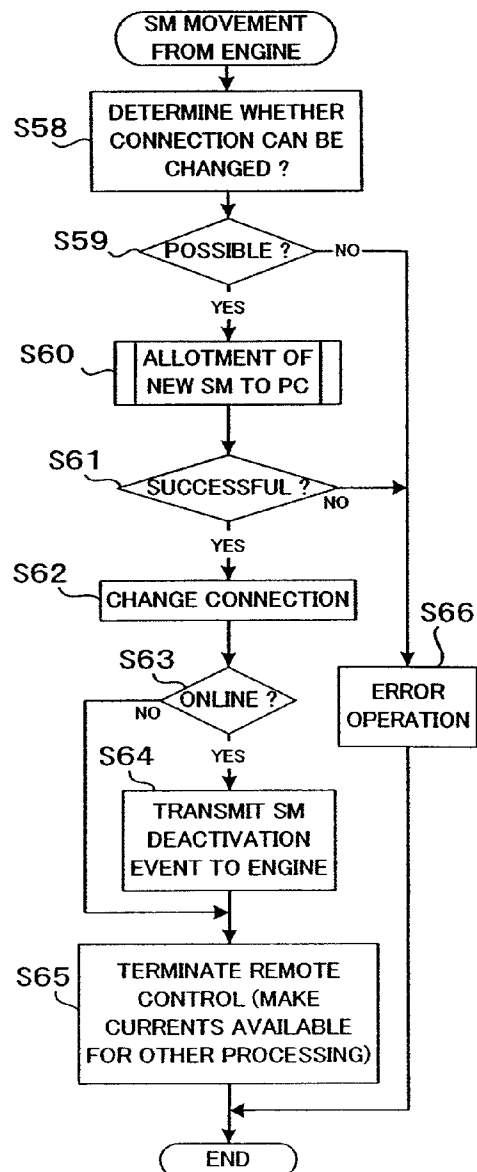 SM MOVEMENT
FROM ENGINE
S58
DETERMINE WHETHER
CONNECTION CAN BE
CHANGED ?
S59
POSSIBLE ?
NO
YES
S60
ALLOTMENT OF
NEW SM TO PC
S61
SUCCESSFUL ?
NO
YES
S62
CHANGE CONNECTION
S66
ERROR
OPERATION
S63
ONLINE ?
NO
YES
S64
TRANSMIT SM
DEACTIVATION
EVENT TO ENGINE
S65
TERMINATE REMOTE
CONTROL (MAKE
CURRENTS AVAILABLE
FOR OTHER PROCESSING)
END